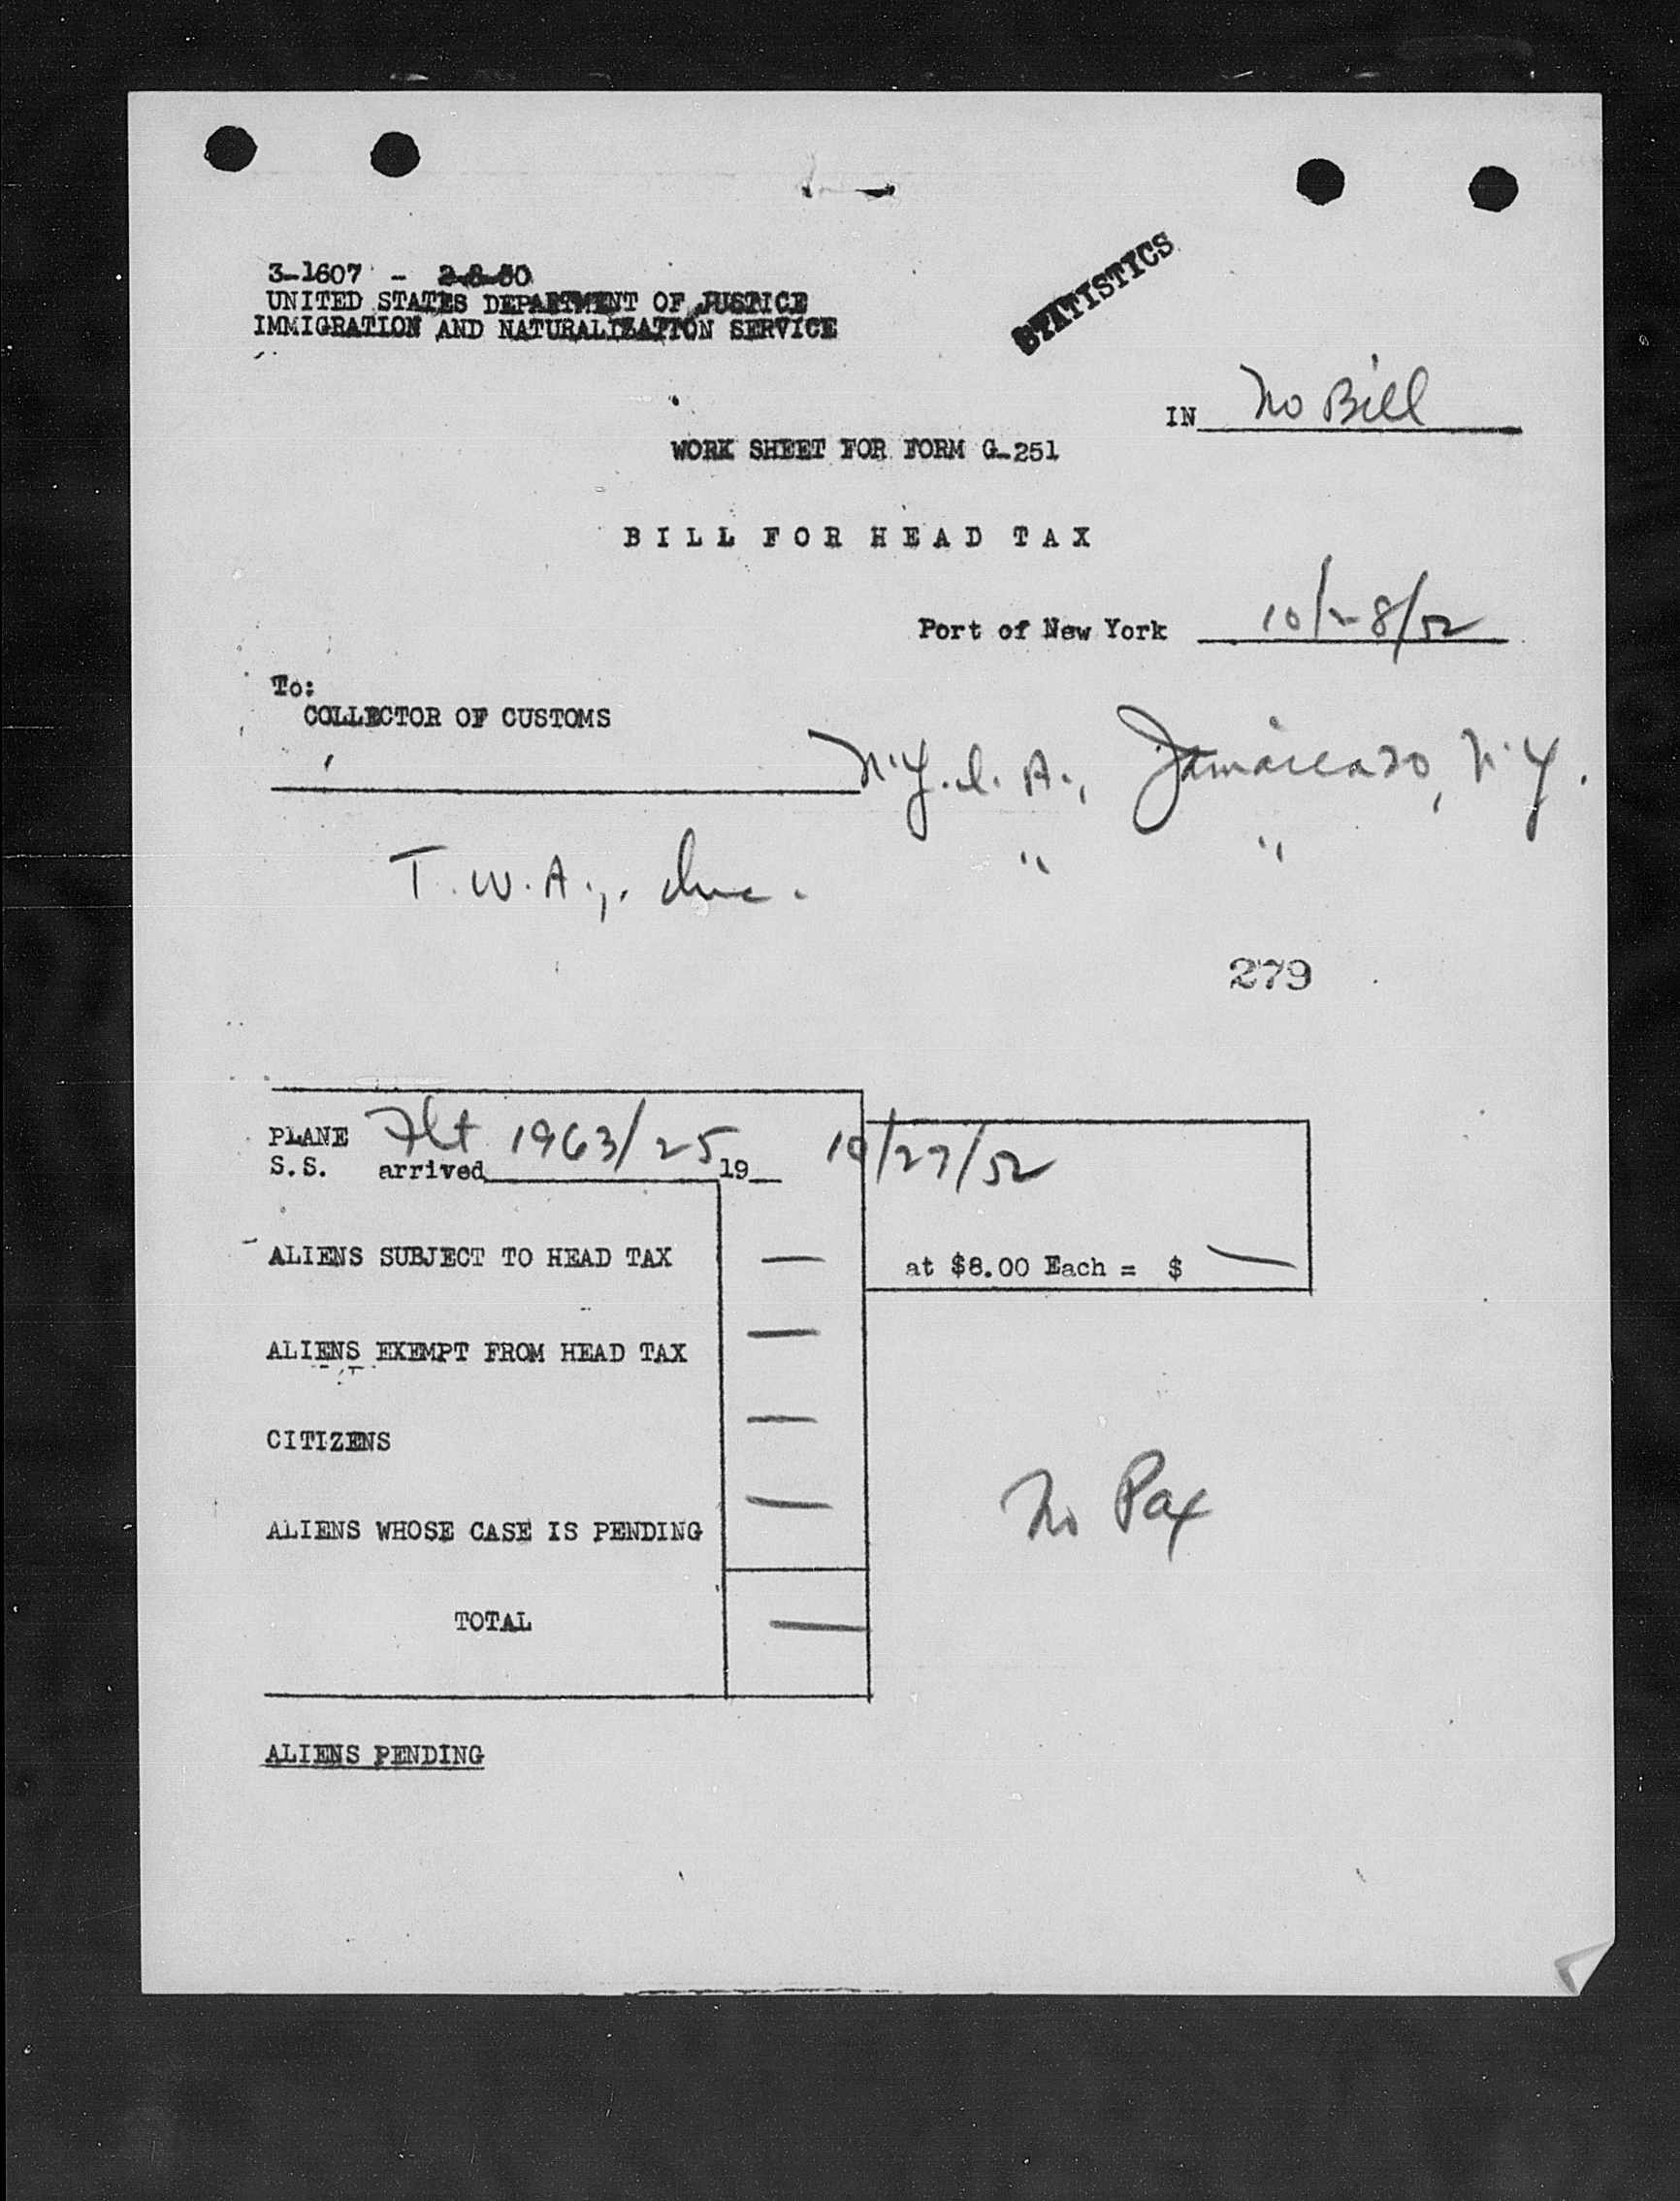 3-1607 - 2-8-50
UNITED STATES DEPARTMENT OF JUSTICE
IMMIGRATION AND NATURALIZATION SERVICE
STATISTICS
IN No Bill
WORK SHEET FOR FORM G-251
BILL FOR HEAD TAX
Port of New York 10/28/52
To:
COLLECTOR OF CUSTOMS
N.Y.I.A., Jamaica 30, N.Y.
T.W.A., Inc. " "
279
PLANE Flt 1963/25 10/27/52
S.S. arrived 19
ALIENS SUBJECT TO HEAD TAX — at $8.00 Each = $ —
ALIENS EXEMPT FROM HEAD TAX —
CITIZENS —
No Pax
ALIENS WHOSE CASE IS PENDING —
TOTAL —
ALIENS PENDING